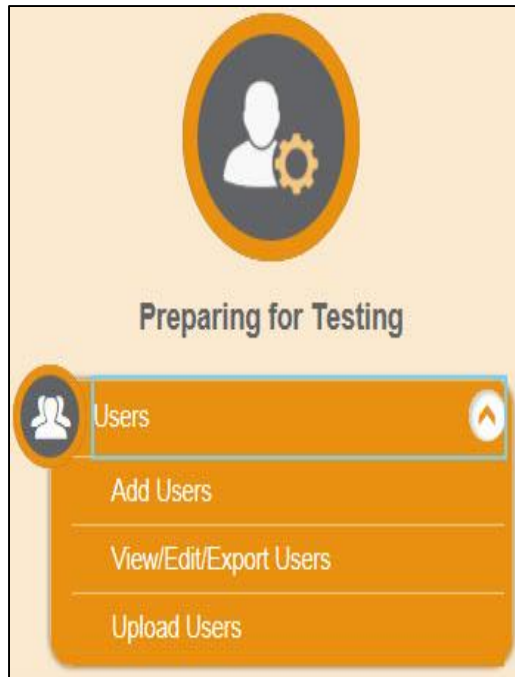 Preparing for Testing
Users
Add Users
View/Edit/Export Users
Upload Users